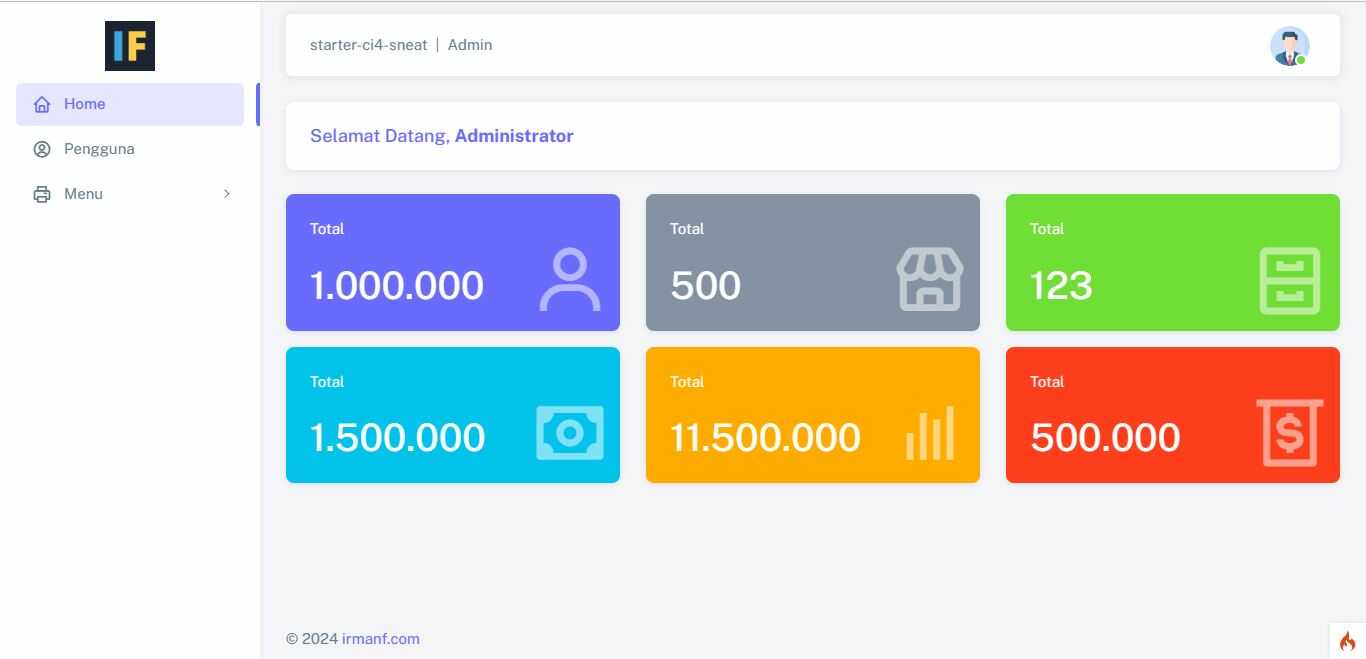 IF
starter-ci4-sneat | Admin
Home
Pengguna
Menu
Selamat Datang, Administrator
Total
1.000.000
Total
500
Total
123
Total
1.500.000
Total
11.500.000
Total
500.000
$
© 2024 irmanf.com